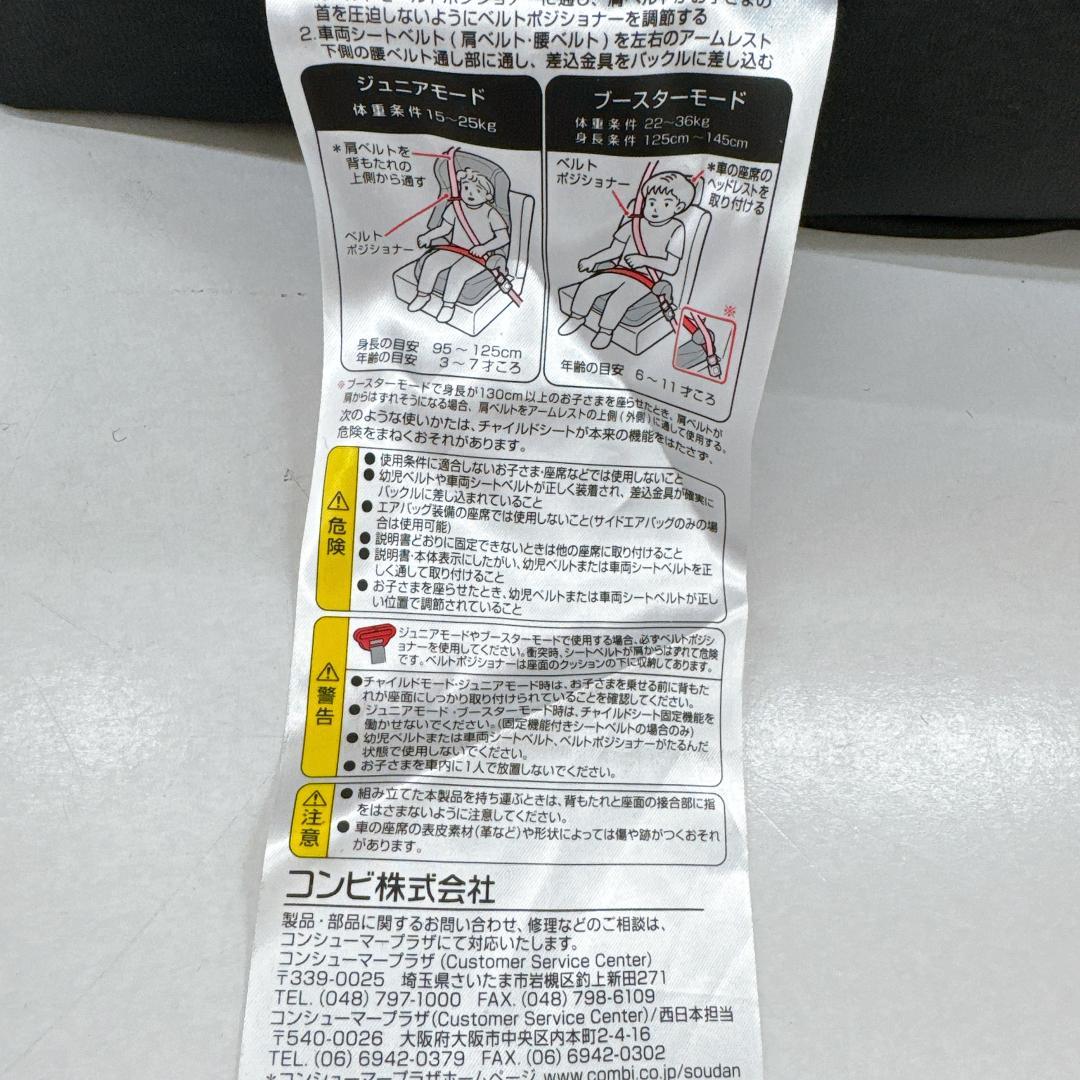 首を圧迫しないようにベルトポジショナーを調節する
2.車両シートベルト(肩ベルト・腰ベルト)を左右のアームレスト
下側の腰ベルト通し部に通し、差込金具をバックルに差し込む
ジュニアモード
体重条件 15～25kg
*肩ベルトを
背もたれの
上側から通す
ベルト
ポジショナー
身長の目安 95～125cm
年齢の目安 3～7才ころ
ブースターモード
体重条件 22～36kg
身長条件 125cm～145cm
ベルト
ポジショナー
*車の座席の
ヘッドレストを
取り付ける
※
年齢の目安 6～11才ころ
※ブースターモードで身長が130cm以上のお子さまを座らせたとき、肩ベルトが
肩からはずれそうになる場合、肩ベルトをアームレストの上側(外側)に通して使用する。
次のような使いかたは、チャイルドシートが本来の機能をはたさず、
危険をまねくおそれがあります。
危険
●使用条件に適合しないお子さま・座席などでは使用しないこと
●幼児ベルトや車両シートベルトが正しく装着され、差込金具が確実に
バックルに差し込まれていること
●エアバッグ装備の座席では使用しないこと(サイドエアバッグのみの場
合は使用可能)
●説明書どおりに固定できないときは他の座席に取り付けること
●説明書・本体表示にしたがい、幼児ベルトまたは車両シートベルトを正
しく通して取り付けること
●お子さまを座らせたとき、幼児ベルトまたは車両シートベルトが正し
い位置で調節されていること
警告
ジュニアモードやブースターモードで使用する場合、必ずベルトポジシ
ョナーを使用してください。衝突時、シートベルトが肩からはずれて危険
です。ベルトポジショナーは座面のクッションの下に収納してあります。
●チャイルドモード・ジュニアモード時は、お子さまを乗せる前に背もた
れが座面にしっかり取り付けられていることを確認してください。
●ジュニアモード・ブースターモード時は、チャイルドシート固定機能を
働かせないでください。(固定機能付きシートベルトの場合のみ)
●幼児ベルトまたは車両シートベルト、ベルトポジショナーがたるんだ
状態で使用しないでください。
●お子さまを車内に1人で放置しないでください。
注意
●組み立てた本製品を持ち運ぶときは、背もたれと座面の接合部に指
をはさまないように注意してください。
●車の座席の表皮素材(革など)や形状によっては傷や跡がつくおそれ
があります。
コンビ株式会社
製品・部品に関するお問い合わせ、修理などのご相談は、
コンシューマープラザにて対応いたします。
コンシューマープラザ(Customer Service Center)
〒339-0025 埼玉県さいたま市岩槻区釣上新田271
TEL. (048) 797-1000 FAX. (048) 798-6109
コンシューマープラザ(Customer Service Center)/西日本担当
〒540-0026 大阪府大阪市中央区内本町2-4-16
TEL. (06) 6942-0379 FAX. (06) 6942-0302
*コンシューマープラザホームページ www.combi.co.jp/soudan